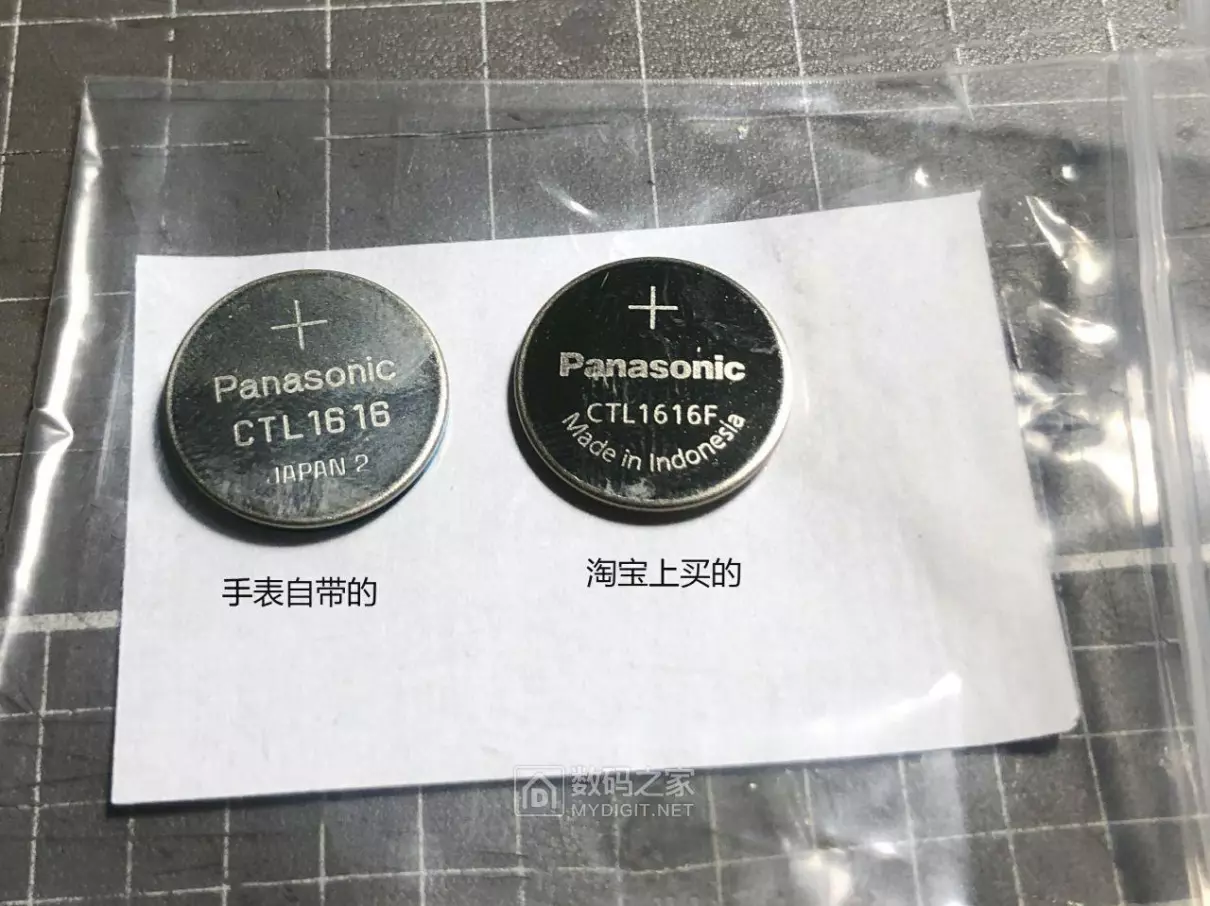 +
Panasonic
CTL1616
JAPAN 2
手表自带的
+
Panasonic
CTL1616F
Made in Indonesia
淘宝上买的
数码之家
MYDIGIT.NET